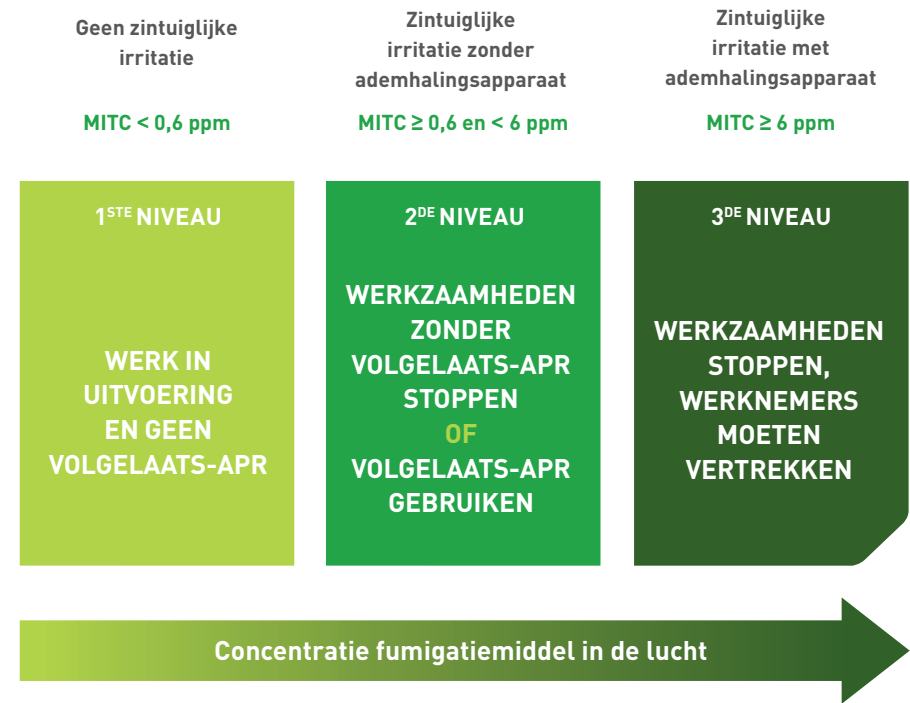 Geen zintuiglijke
irritatie
MITC < 0,6 ppm
Zintuiglijke
irritatie zonder
ademhalingsapparaat
MITC ≥ 0,6 en < 6 ppm
Zintuiglijke
irritatie met
ademhalingsapparaat
MITC ≥ 6 ppm
1STE NIVEAU
WERK IN
UITVOERING
EN GEEN
VOLGELAATS-APR
2DE NIVEAU
WERKZAAMHEDEN
ZONDER
VOLGELAATS-APR
STOPPEN
OF
VOLGELAATS-APR
GEBRUIKEN
3DE NIVEAU
WERKZAAMHEDEN
STOPPEN,
WERKNEMERS
MOETEN
VERTREKKEN
Concentratie fumigatiemiddel in de lucht